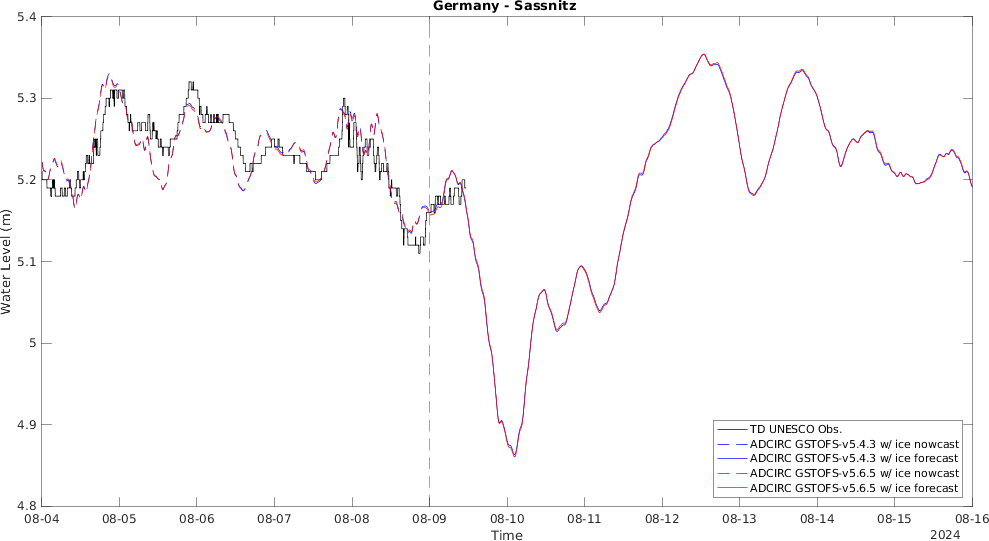 Germany - Sassnitz
5.4
5.3
5.2
5.1
5
4.9
4.8
Water Level (m)
08-04 08-05 08-06 08-07 08-08 08-09 08-10 08-11 08-12 08-13 08-14 08-15 08-16
Time
2024
TD UNESCO Obs.
ADCIRC GSTOFS-v5.4.3 w/ ice nowcast
ADCIRC GSTOFS-v5.4.3 w/ ice forecast
ADCIRC GSTOFS-v5.6.5 w/ ice nowcast
ADCIRC GSTOFS-v5.6.5 w/ ice forecast